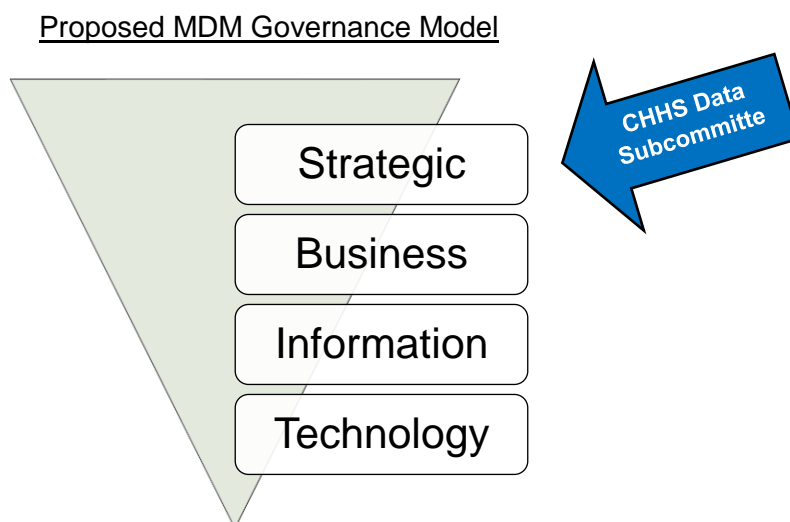 Proposed MDM Governance Model
CHHS Data
Subcommitte
Strategic
Business
Information
Technology